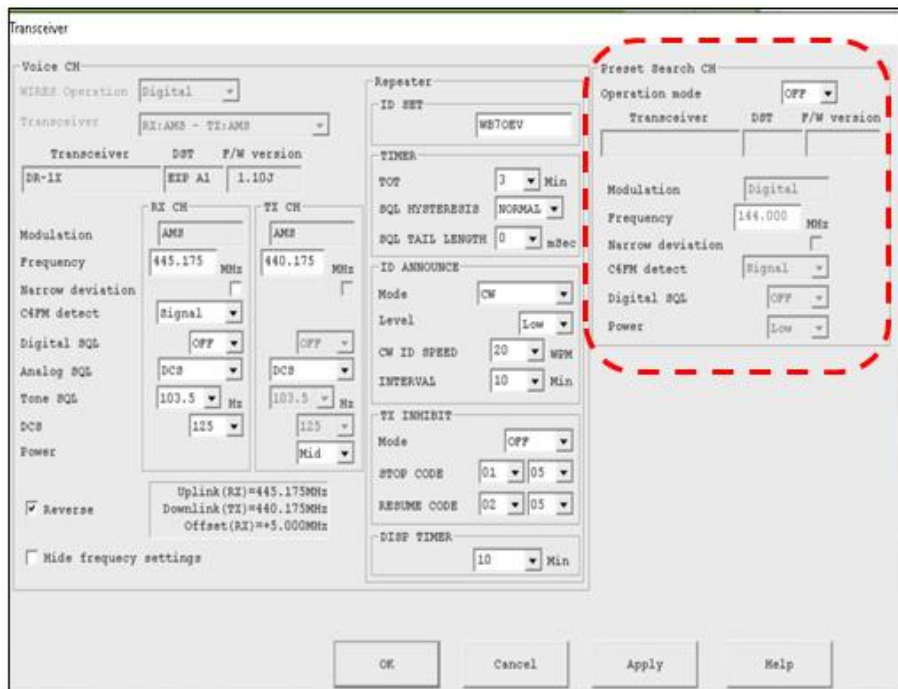 Transceiver
Voice CH
WIRES Operation Digital
Transceiver RX:AMS - TX:AMS
Transceiver DST F/W version
DR-1X EXP A1 1.10J
RX CH TX CH
Modulation AMS AMS
Frequency 445.175 MHz 440.175 MHz
Narrow deviation
C4FM detect Signal
Digital SQL OFF OFF
Analog SQL DCS DCS
Tone SQL 103.5 Hz 103.5 Hz
DCS 125 125
Power Mid
Reverse
Uplink(RX)=445.175MHz
Downlink(TX)=440.175MHz
Offset(RX)=+5.000MHz
Hide frequecy settings
Repeater
ID SET
WB7OEV
TIMER
TOT 3 Min
SQL HYSTERESIS NORMAL
SQL TAIL LENGTH 0 mSec
ID ANNOUNCE
Mode CW
Level Low
CW ID SPEED 20 WPM
INTERVAL 10 Min
TX INHIBIT
Mode OFF
STOP CODE 01 05
RESUME CODE 02 05
DISP TIMER
10 Min
Preset Search CH
Operation mode OFF
Transceiver DST F/W version
Modulation Digital
Frequency 144.000 MHz
Narrow deviation
C4FM detect Signal
Digital SQL OFF
Power Low
OK Cancel Apply Help